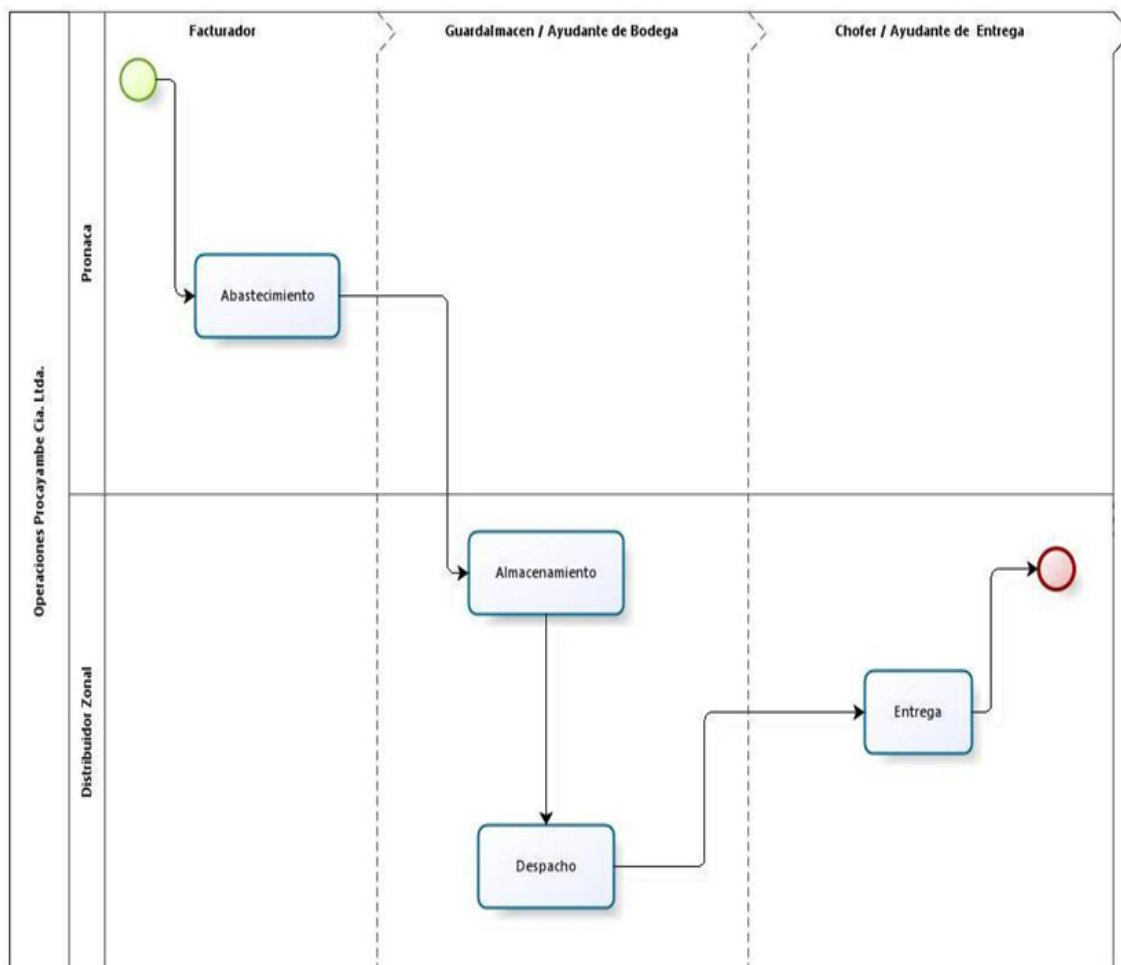 Facturador
Guardalmacen / Ayudante de Bodega
Chofer / Ayudante de Entrega
Operaciones Procayambe Cia. Ltda.
Pronaca
Abastecimiento
Distribuidor Zonal
Almacenamiento
Entrega
Despacho